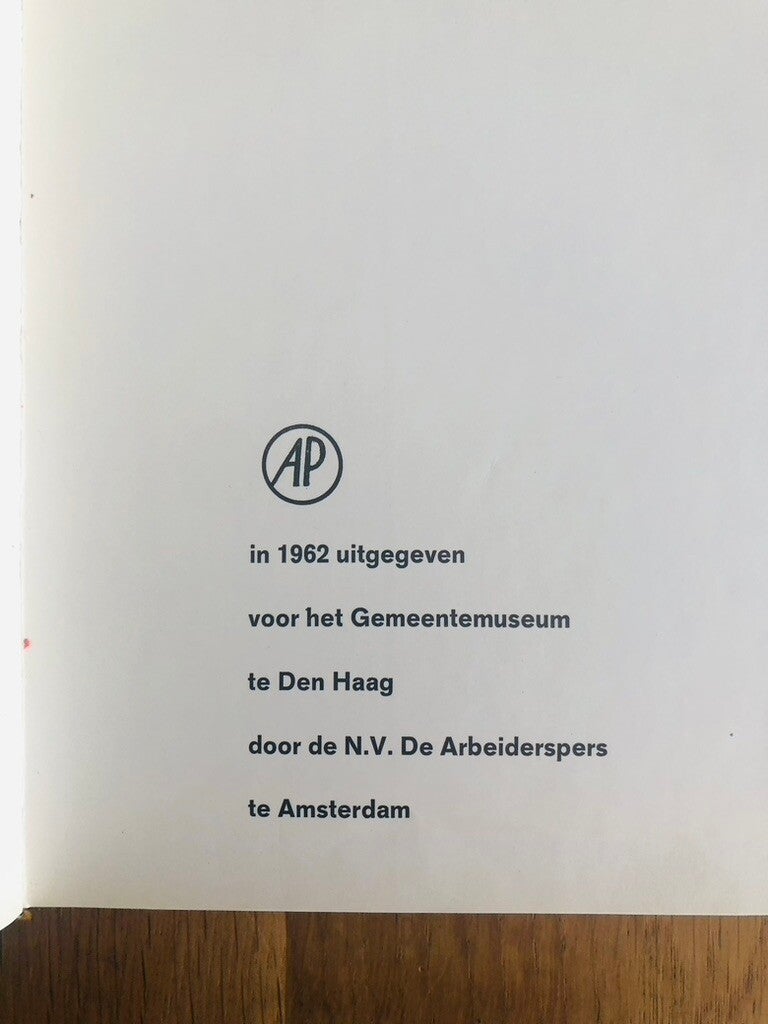 AP
in 1962 uitgegeven
voor het Gemeentemuseum
te Den Haag
door de N.V. De Arbeiderspers
te Amsterdam